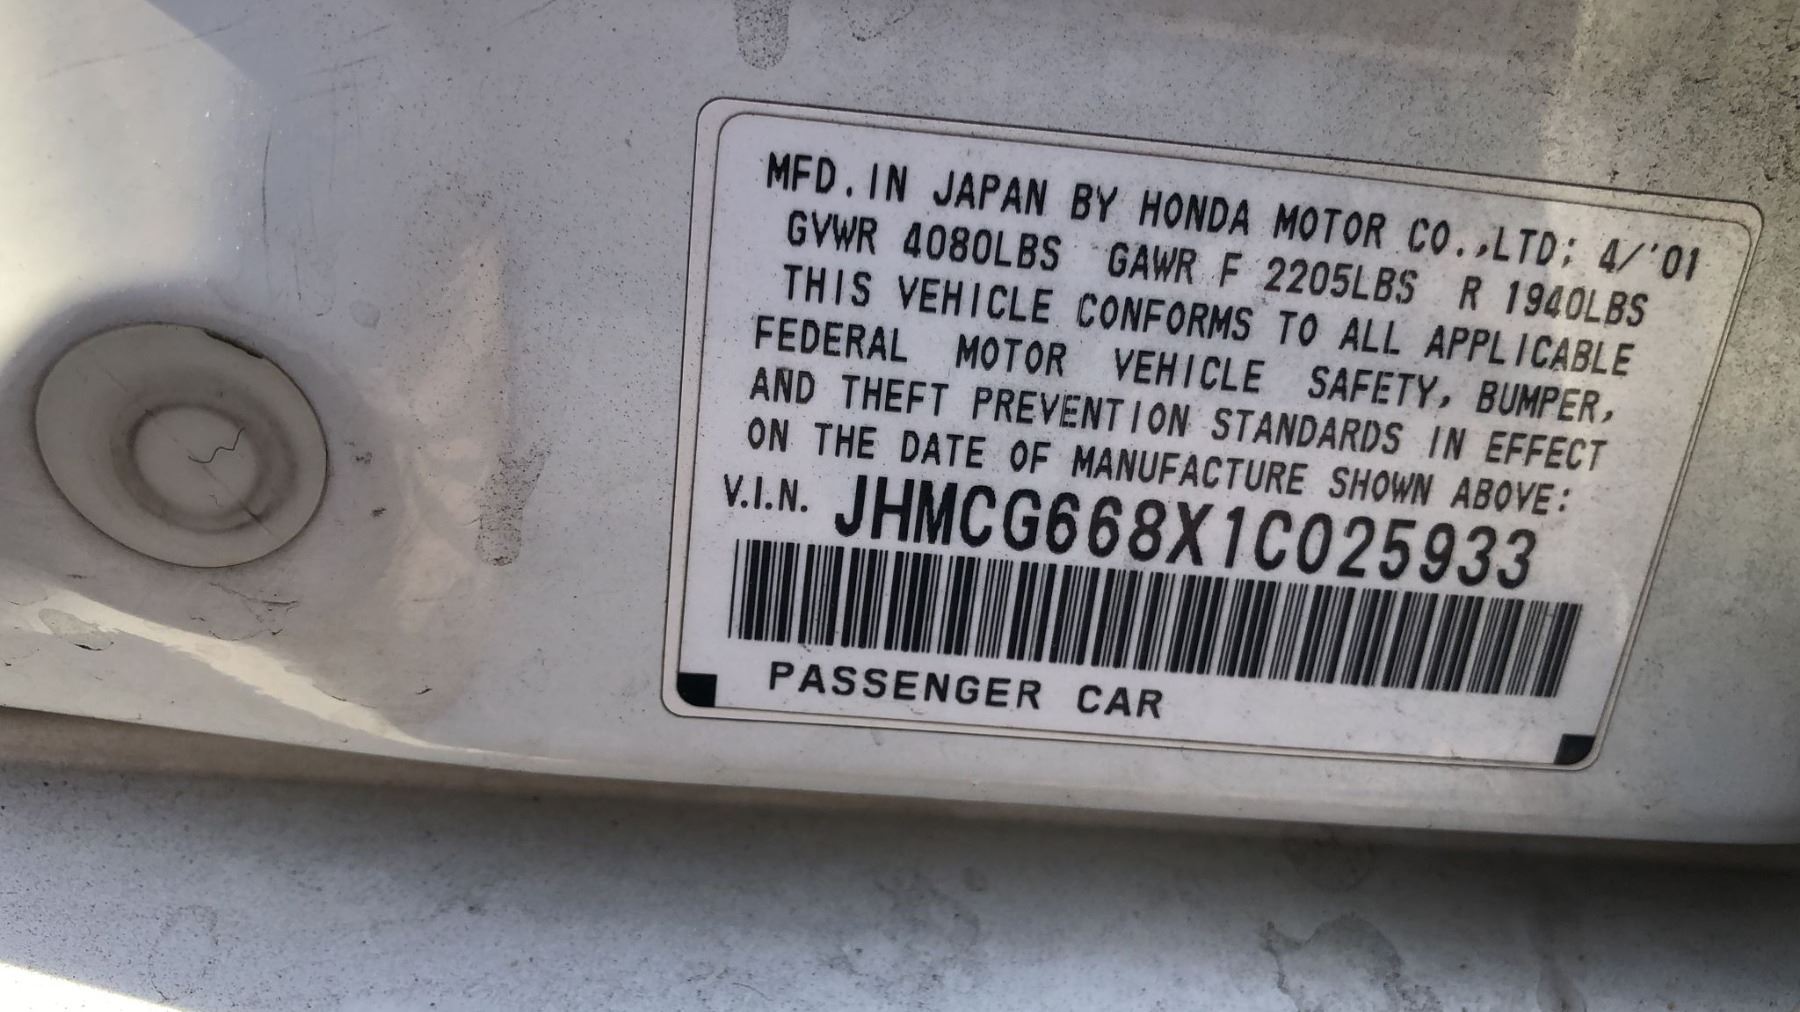 MFD.IN JAPAN BY HONDA MOTOR CO.,LTD; 4/'01
GVWR 4080LBS GAWR F 2205LBS R 1940LBS
THIS VEHICLE CONFORMS TO ALL APPLICABLE
FEDERAL MOTOR VEHICLE SAFETY, BUMPER,
AND THEFT PREVENTION STANDARDS IN EFFECT
ON THE DATE OF MANUFACTURE SHOWN ABOVE:
V.I.N. JHMCG668X1C025933
PASSENGER CAR